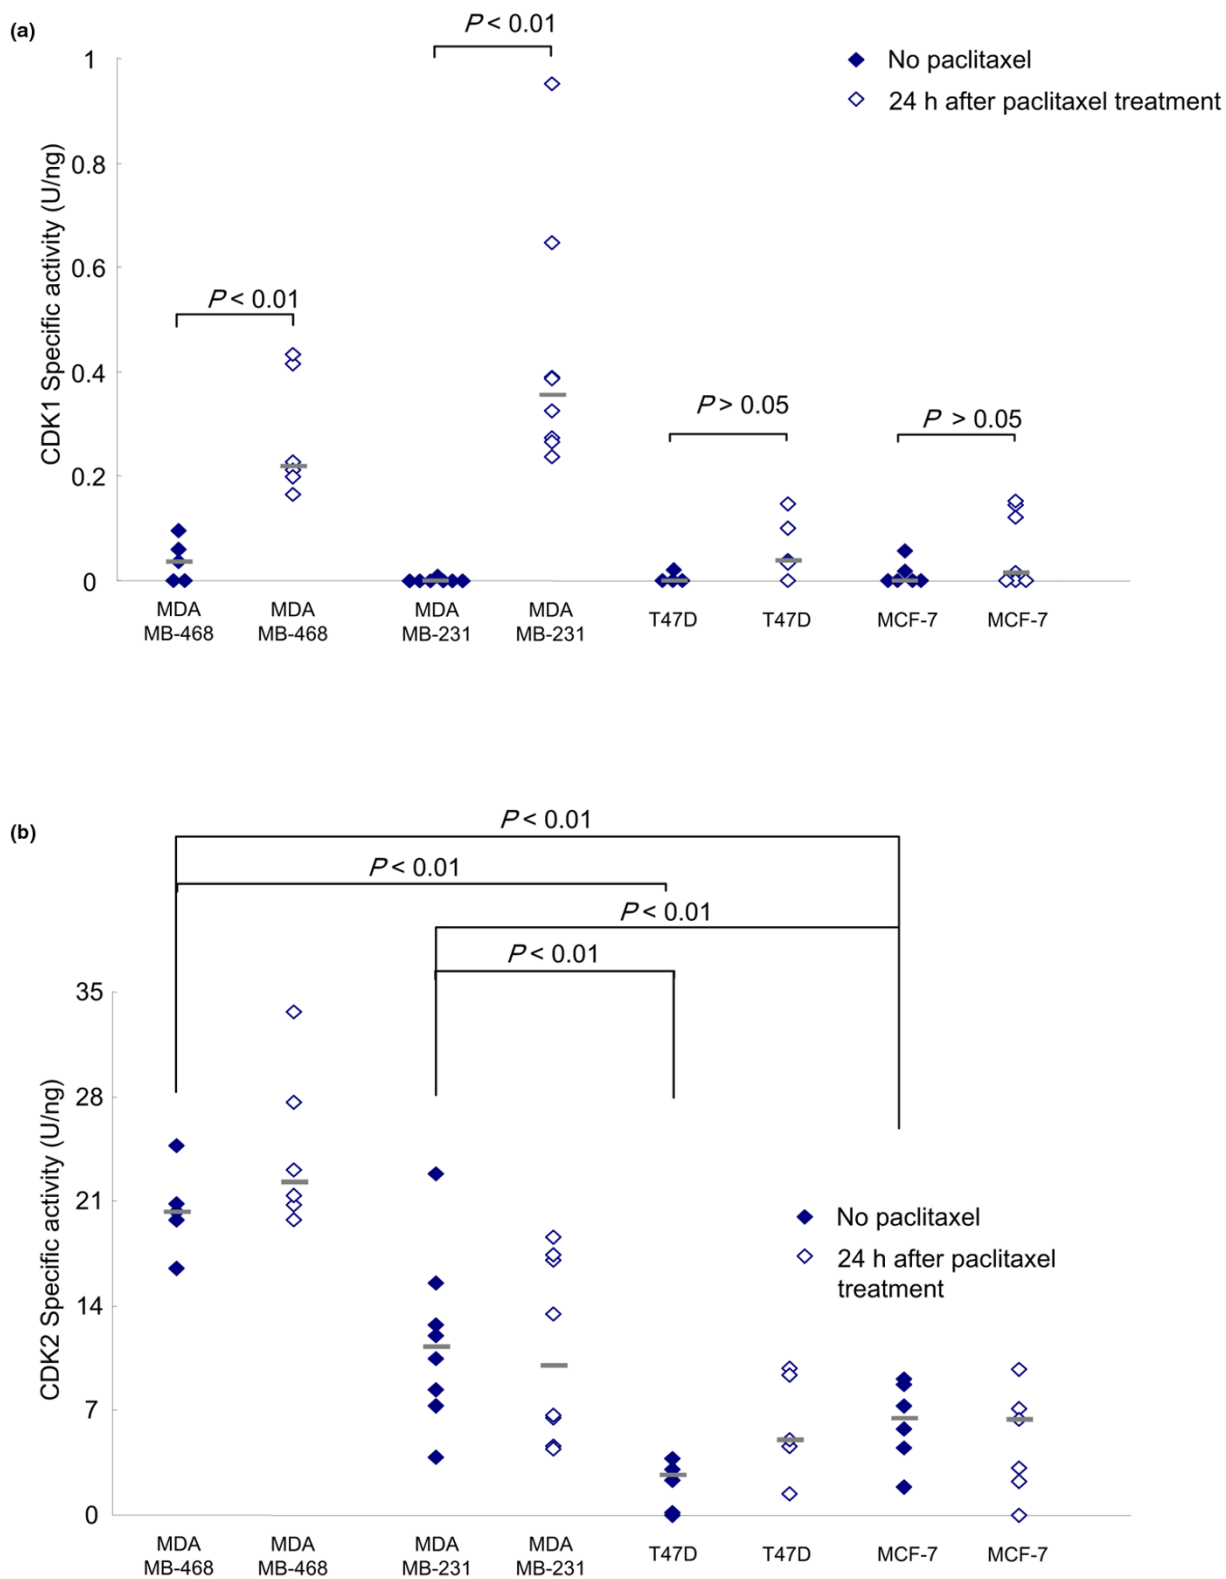 (a)
P < 0.01
1
No paclitaxel
24 h after paclitaxel treatment
CDK1 Specific activity (U/ng)
0.8
0.6
P < 0.01
0.4
P > 0.05
P > 0.05
0.2
0
MDA
MB-468
MDA
MB-468
MDA
MB-231
MDA
MB-231
T47D
T47D
MCF-7
MCF-7
(b)
P < 0.01
P < 0.01
P < 0.01
P < 0.01
35
CDK2 Specific activity (U/ng)
28
21
No paclitaxel
24 h after paclitaxel
treatment
14
7
0
MDA
MB-468
MDA
MB-468
MDA
MB-231
MDA
MB-231
T47D
T47D
MCF-7
MCF-7